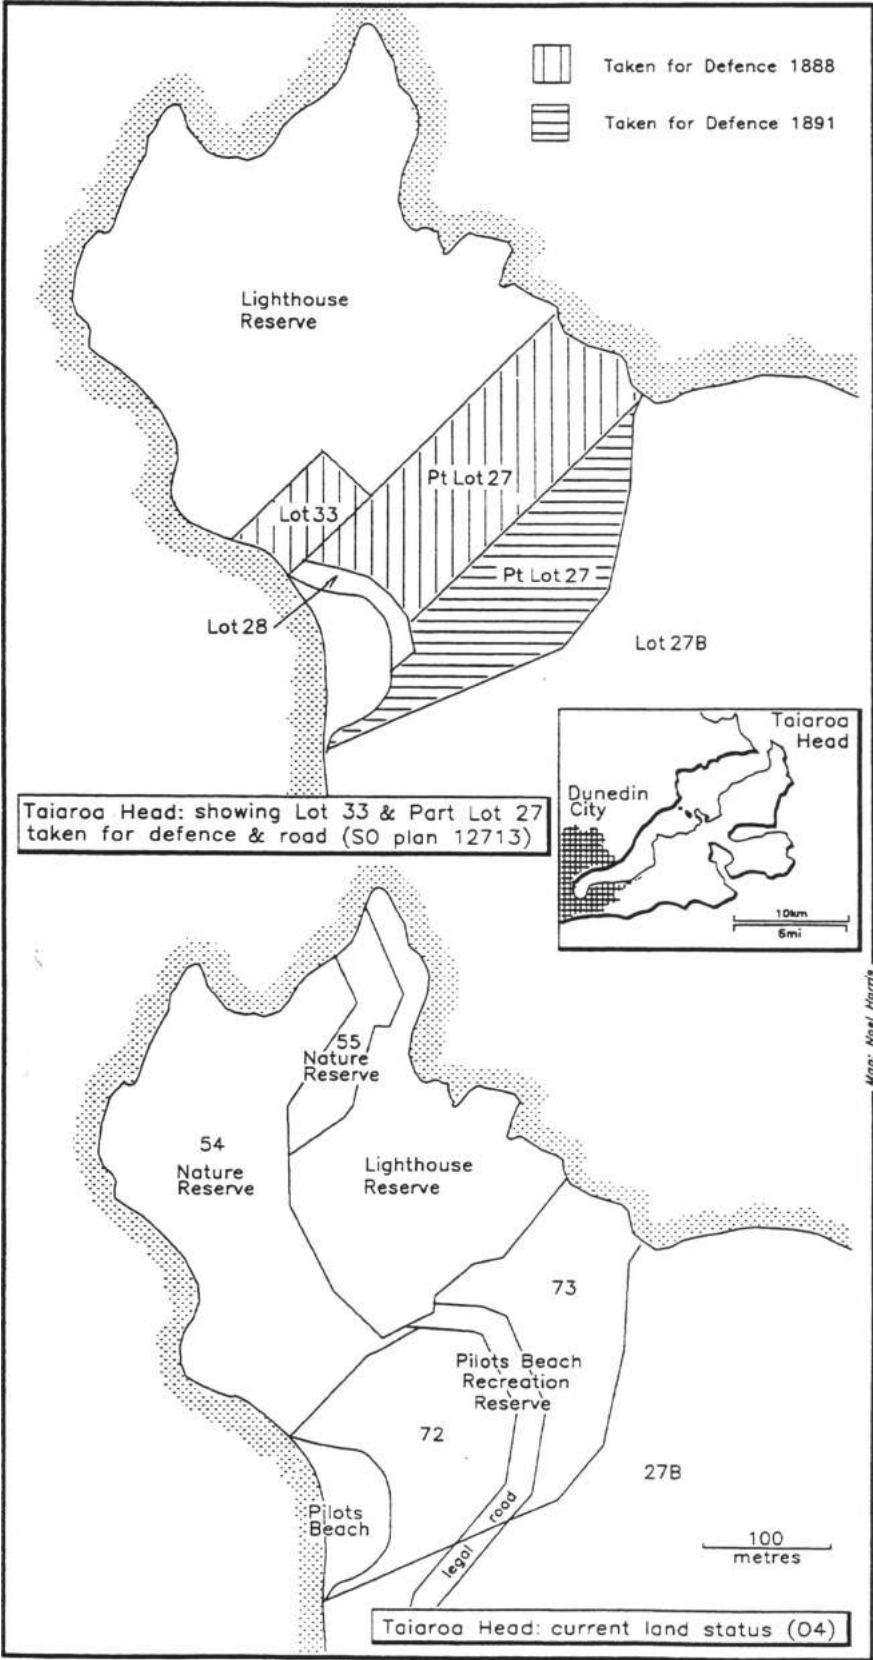 Taken for Defence 1888
Taken for Defence 1891
Lighthouse
Reserve
Pt Lot 27
Lot 33
Pt Lot 27
Lot 28
Lot 27B
Taiaroa
Head
Dunedin
City
10km
6mi
Taiaroa Head: showing Lot 33 & Part Lot 27
taken for defence & road (SO plan 12713)
Map: Noel Harris
55
Nature
Reserve
54
Nature
Reserve
Lighthouse
Reserve
73
Pilots Beach
Recreation
Reserve
72
27B
Pilots
Beach
legal road
100
metres
Taiaroa Head: current land status (04)